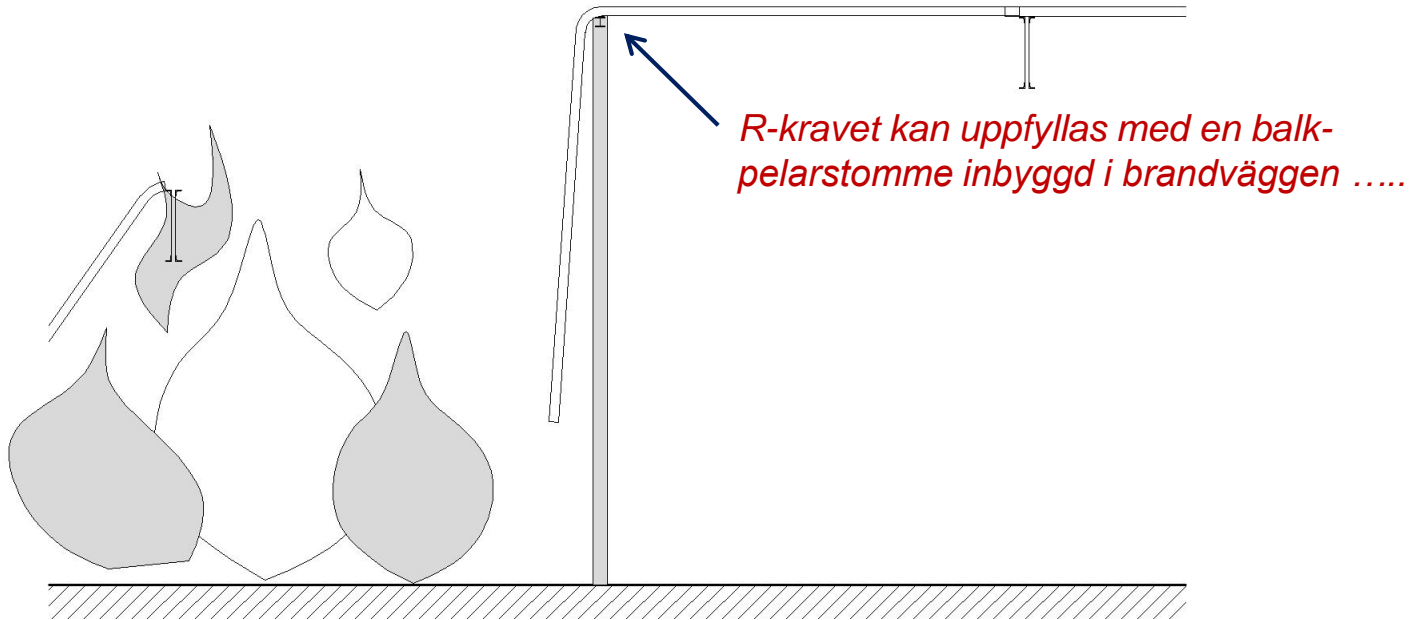 R-kravet kan uppfyllas med en balk-
pelarstomme inbyggd i brandväggen …..